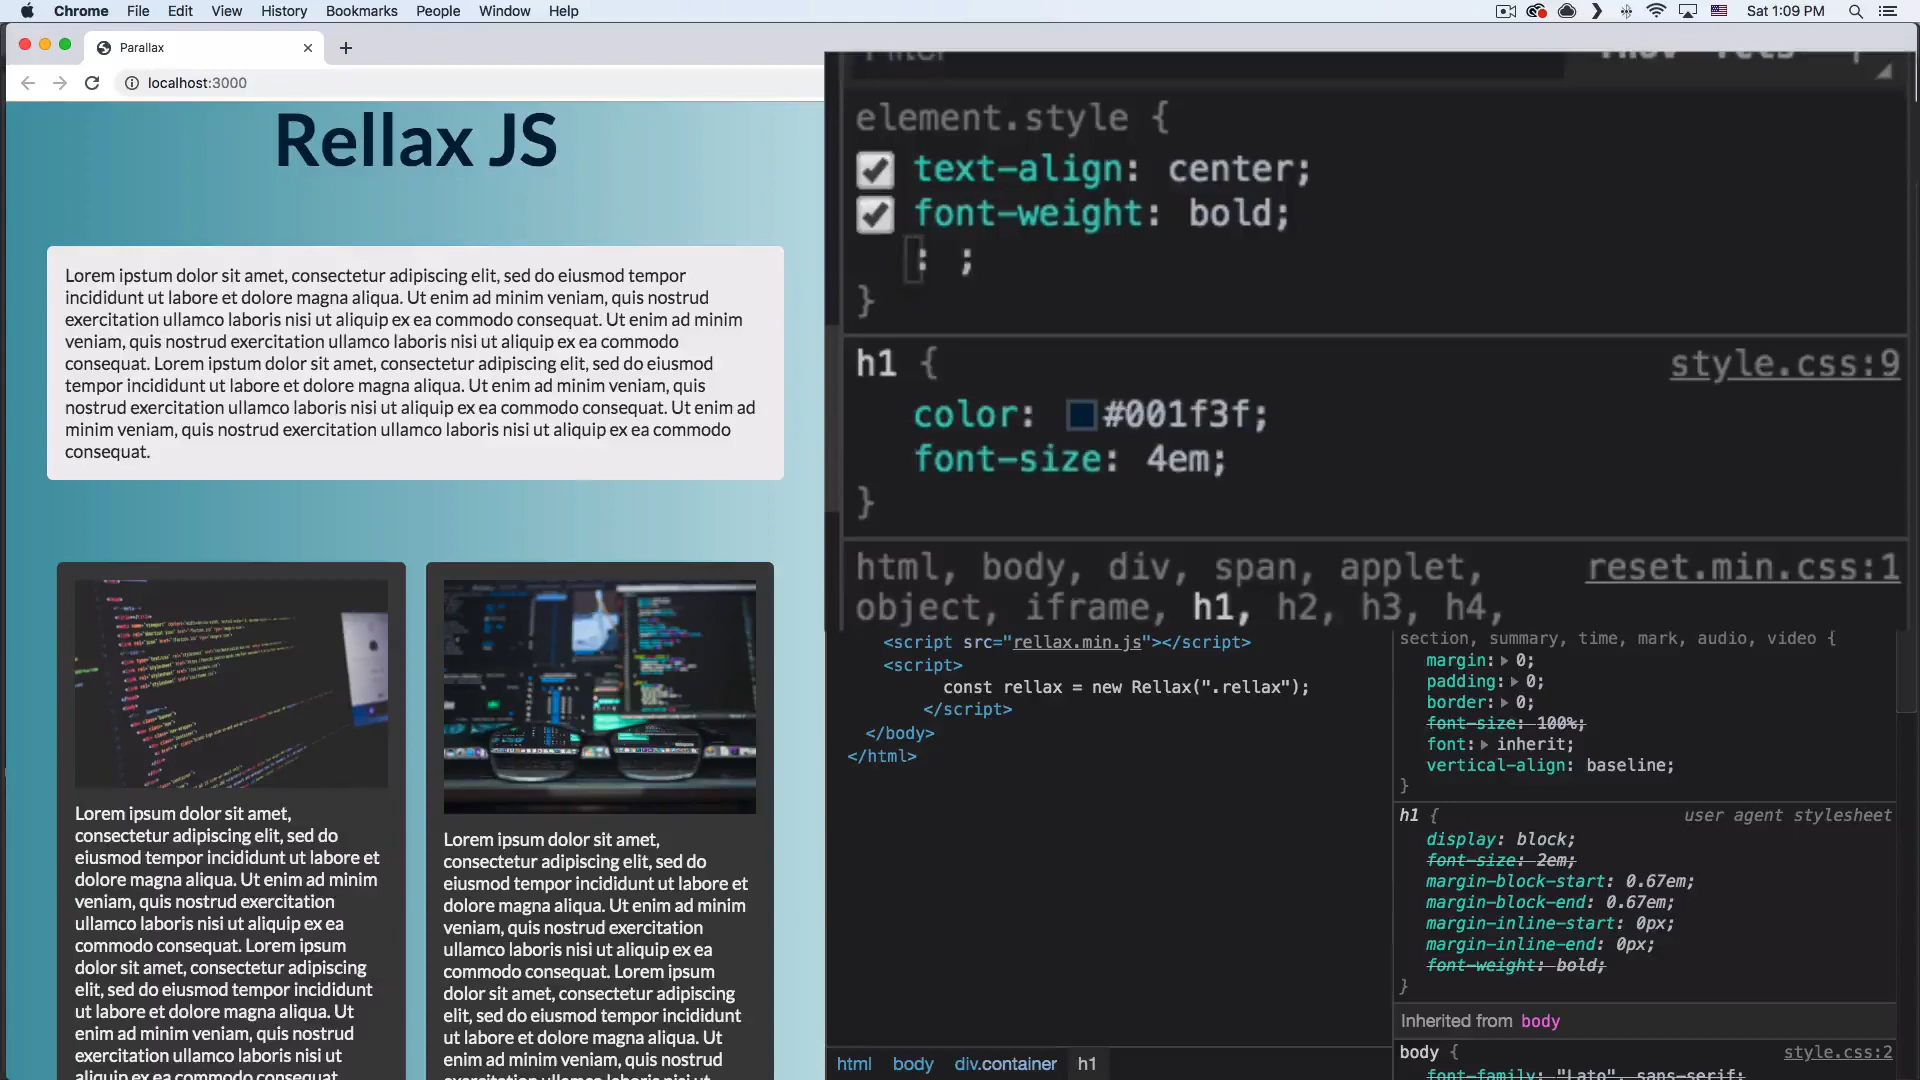 Chrome File Edit View History Bookmarks People Window Help
Sat 1:09 PM
Parallax
localhost:3000
Rellax JS
Lorem ipstum dolor sit amet, consectetur adipiscing elit, sed do eiusmod tempor
incididunt ut labore et dolore magna aliqua. Ut enim ad minim veniam, quis nostrud
exercitation ullamco laboris nisi ut aliquip ex ea commodo consequat. Ut enim ad minim
veniam, quis nostrud exercitation ullamco laboris nisi ut aliquip ex ea commodo
consequat. Lorem ipstum dolor sit amet, consectetur adipiscing elit, sed do eiusmod
tempor incididunt ut labore et dolore magna aliqua. Ut enim ad minim veniam, quis
nostrud exercitation ullamco laboris nisi ut aliquip ex ea commodo consequat. Ut enim ad
minim veniam, quis nostrud exercitation ullamco laboris nisi ut aliquip ex ea commodo
consequat.
Lorem ipsum dolor sit amet,
consectetur adipiscing elit, sed do
eiusmod tempor incididunt ut labore et
dolore magna aliqua. Ut enim ad minim
veniam, quis nostrud exercitation
ullamco laboris nisi ut aliquip ex ea
commodo consequat. Lorem ipsum
dolor sit amet, consectetur adipiscing
elit, sed do eiusmod tempor incididunt
ut labore et dolore magna aliqua. Ut
enim ad minim veniam, quis nostrud
exercitation ullamco laboris nisi ut
aliquip ex ea commodo consequat. Ut
Lorem ipsum dolor sit amet,
consectetur adipiscing elit, sed do
eiusmod tempor incididunt ut labore et
dolore magna aliqua. Ut enim ad minim
veniam, quis nostrud exercitation
ullamco laboris nisi ut aliquip ex ea
commodo consequat. Lorem ipsum
dolor sit amet, consectetur adipiscing
elit, sed do eiusmod tempor incididunt
ut labore et dolore magna aliqua. Ut
enim ad minim veniam, quis nostrud
element.style {
text-align: center;
font-weight: bold;
: ;
}
h1 { style.css:9
color: #001f3f;
font-size: 4em;
}
html, body, div, span, applet, reset.min.css:1
object, iframe, h1, h2, h3, h4,
<script src="rellax.min.js"></script>
<script>
const rellax = new Rellax(".rellax");
</script>
</body>
</html>
section, summary, time, mark, audio, video {
margin: 0;
padding: 0;
border: 0;
font-size: 100%;
font: inherit;
vertical-align: baseline;
}
h1 { user agent stylesheet
display: block;
font-size: 2em;
margin-block-start: 0.67em;
margin-block-end: 0.67em;
margin-inline-start: 0px;
margin-inline-end: 0px;
font-weight: bold;
}
Inherited from body
body { style.css:2
font-family: "Lato", sans-serif;
html body div.container h1